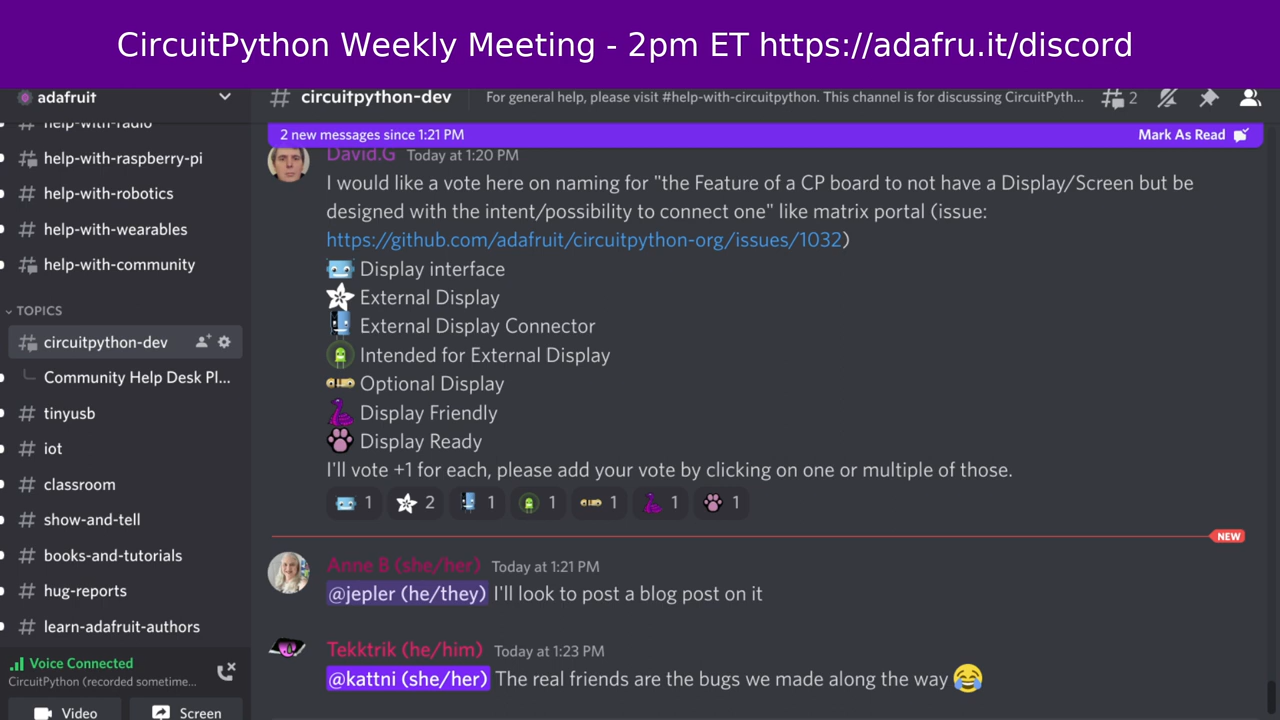 CircuitPython Weekly Meeting - 2pm ET https://adafru.it/discord
adafruit
# circuitpython-dev
For general help, please visit #help-with-circuitpython. This channel is for discussing CircuitPyth...
2
help-with-radio
help-with-raspberry-pi
help-with-robotics
help-with-wearables
help-with-community
TOPICS
circuitpython-dev
Community Help Desk Pl...
# tinyusb
# iot
# classroom
# show-and-tell
# books-and-tutorials
# hug-reports
# learn-adafruit-authors
Voice Connected
CircuitPython (recorded sometime...
Video
Screen
2 new messages since 1:21 PM
Mark As Read
David.G Today at 1:20 PM
I would like a vote here on naming for "the Feature of a CP board to not have a Display/Screen but be
designed with the intent/possibility to connect one" like matrix portal (issue:
https://github.com/adafruit/circuitpython-org/issues/1032)
Display interface
External Display
External Display Connector
Intended for External Display
Optional Display
Display Friendly
Display Ready
I'll vote +1 for each, please add your vote by clicking on one or multiple of those.
1 2 1 1 1 1 1
NEW
Anne B (she/her) Today at 1:21 PM
@jepler (he/they) I'll look to post a blog post on it
Tekktrik (he/him) Today at 1:23 PM
@kattni (she/her) The real friends are the bugs we made along the way 😂